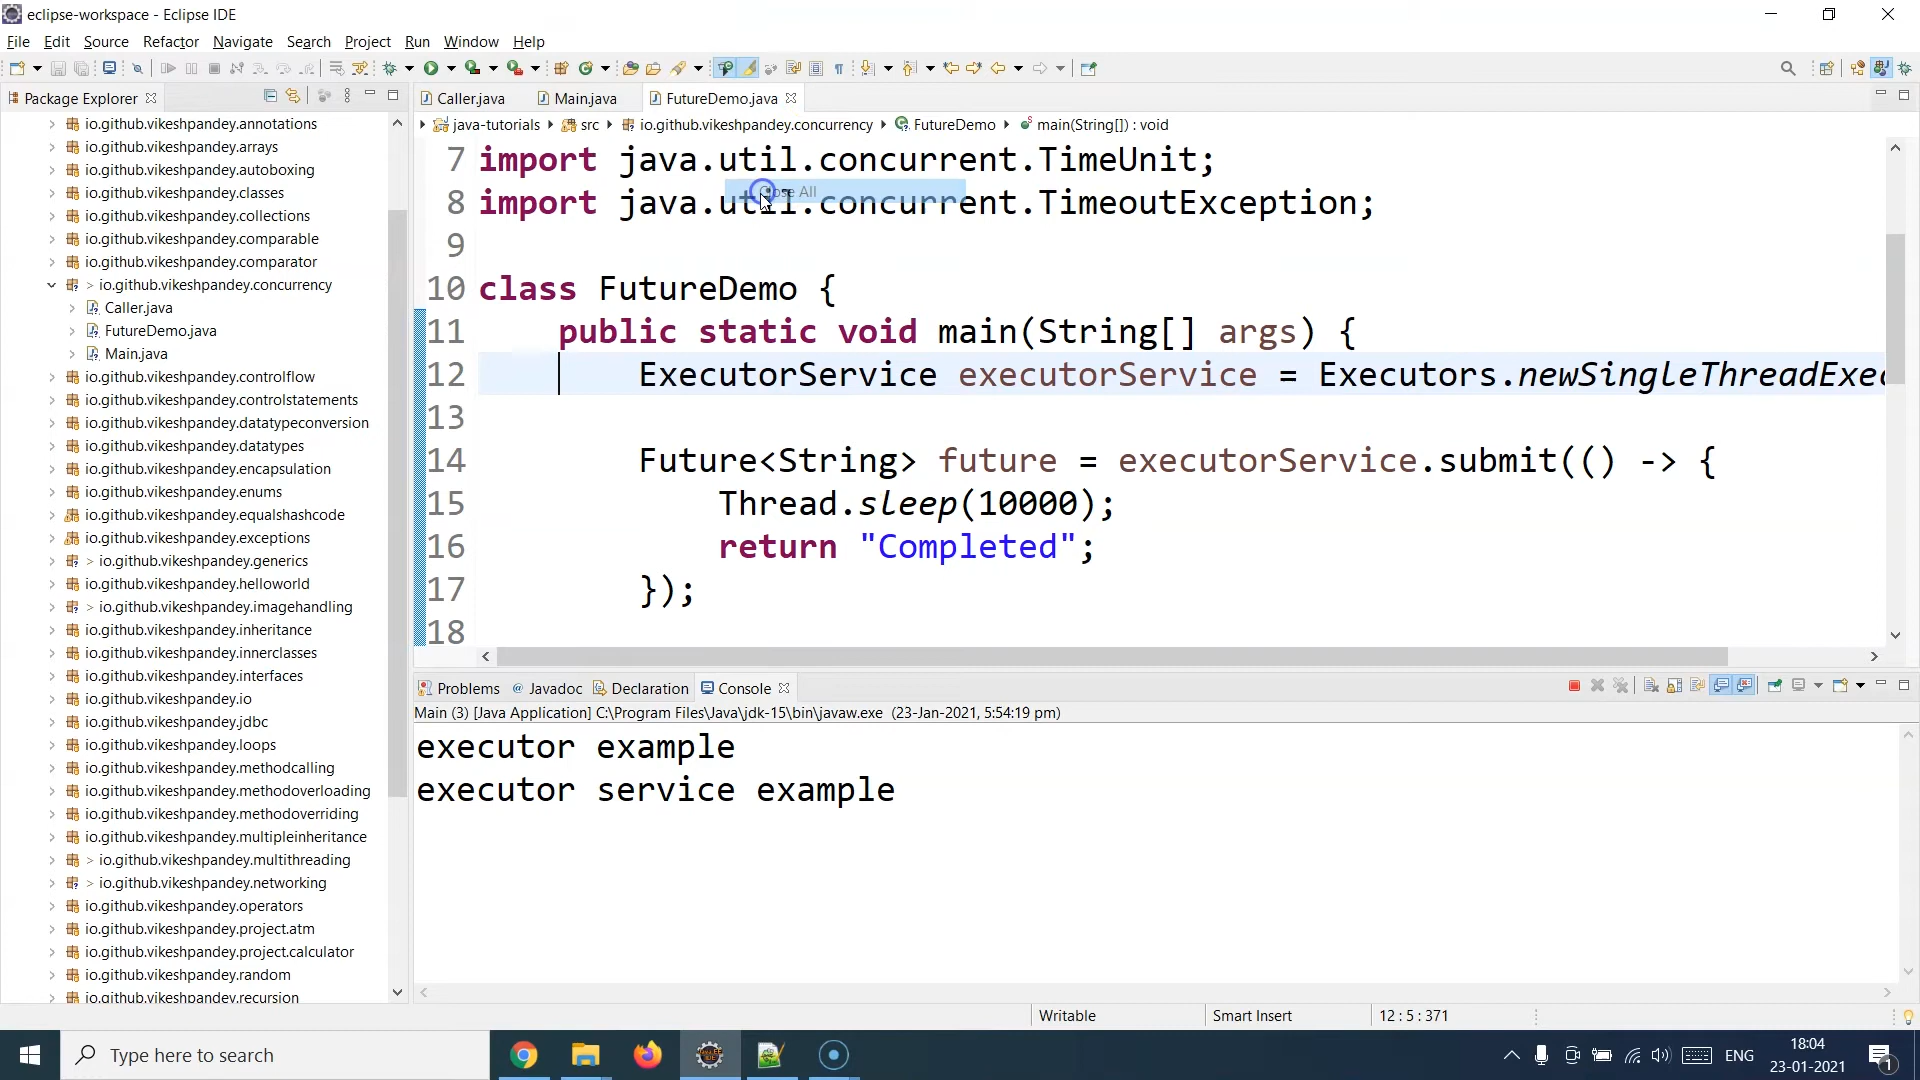 eclipse-workspace - Eclipse IDE
File Edit Source Refactor Navigate Search Project Run Window Help
Package Explorer
Caller.java Main.java FutureDemo.java
java-tutorials src io.github.vikeshpandey.concurrency FutureDemo main(String[]) : void
io.github.vikeshpandey.annotations
io.github.vikeshpandey.arrays
io.github.vikeshpandey.autoboxing
io.github.vikeshpandey.classes
io.github.vikeshpandey.collections
io.github.vikeshpandey.comparable
io.github.vikeshpandey.comparator
> io.github.vikeshpandey.concurrency
Caller.java
FutureDemo.java
Main.java
io.github.vikeshpandey.controlflow
io.github.vikeshpandey.controlstatements
io.github.vikeshpandey.datatypeconversion
io.github.vikeshpandey.datatypes
io.github.vikeshpandey.encapsulation
io.github.vikeshpandey.enums
io.github.vikeshpandey.equalshashcode
io.github.vikeshpandey.exceptions
> io.github.vikeshpandey.generics
io.github.vikeshpandey.helloworld
> io.github.vikeshpandey.imagehandling
io.github.vikeshpandey.inheritance
io.github.vikeshpandey.innerclasses
io.github.vikeshpandey.interfaces
io.github.vikeshpandey.io
io.github.vikeshpandey.jdbc
io.github.vikeshpandey.loops
io.github.vikeshpandey.methodcalling
io.github.vikeshpandey.methodoverloading
io.github.vikeshpandey.methodoverriding
io.github.vikeshpandey.multipleinheritance
> io.github.vikeshpandey.multithreading
> io.github.vikeshpandey.networking
io.github.vikeshpandey.operators
io.github.vikeshpandey.project.atm
io.github.vikeshpandey.project.calculator
io.github.vikeshpandey.random
io.github.vikeshpandey.recursion
7 import java.util.concurrent.TimeUnit;
Close All
8 import java.util.concurrent.TimeoutException;
9
10 class FutureDemo {
11 public static void main(String[] args) {
12 ExecutorService executorService = Executors.newSingleThreadExec
13
14 Future<String> future = executorService.submit(() -> {
15 Thread.sleep(10000);
16 return "Completed";
17 });
18
Problems Javadoc Declaration Console
Main (3) [Java Application] C:\Program Files\Java\jdk-15\bin\javaw.exe (23-Jan-2021, 5:54:19 pm)
executor example
executor service example
Writable Smart Insert 12 : 5 : 371
Type here to search
ENG
18:04
23-01-2021
1